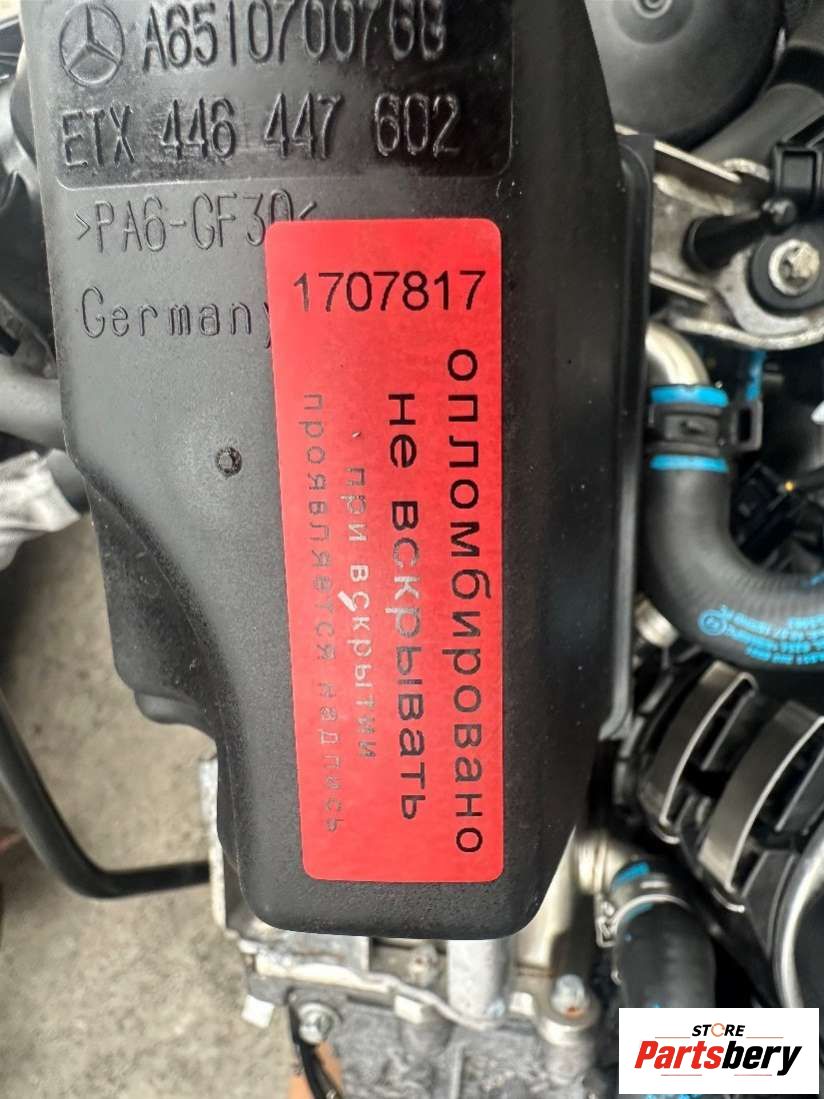 A6510700768
ETX 446 447 602
>PA6-GF30<
Germany
1707817
опломбировано
не вскрывать
при вскрытии
проявляется надпись
STORE
Partsbery